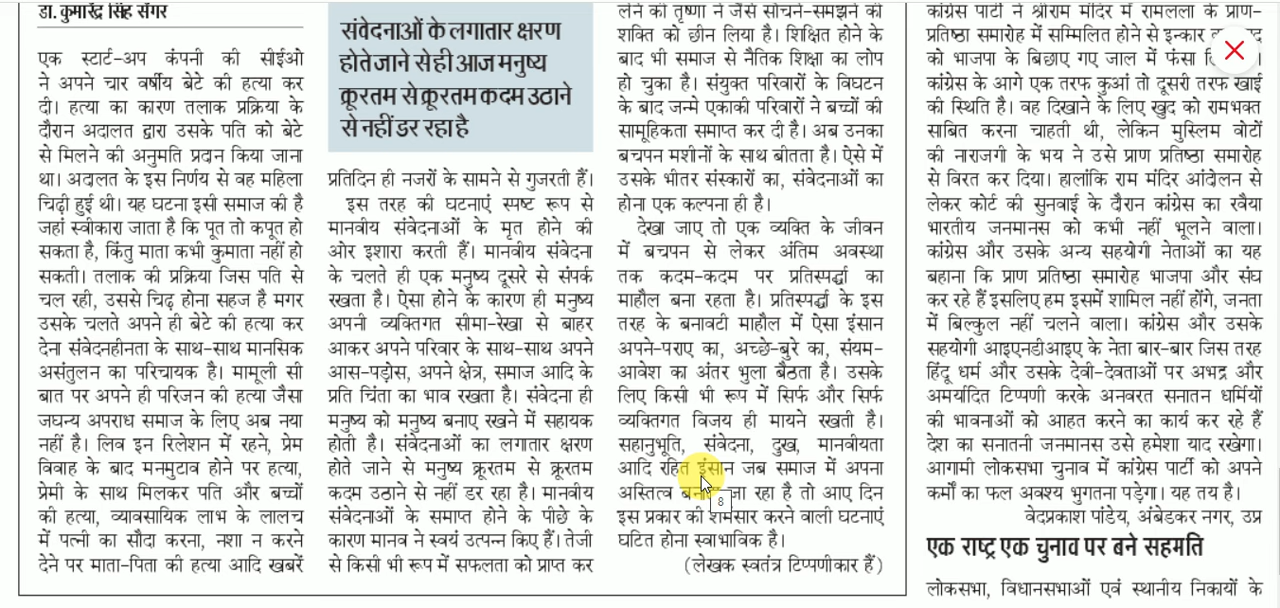 डा. कुमारेंद्र सिंह सेंगर
एक स्टार्ट-अप कंपनी की सीईओ
ने अपने चार वर्षीय बेटे की हत्या कर
दी। हत्या का कारण तलाक प्रक्रिया के
दौरान अदालत द्वारा उसके पति को बेटे
से मिलने की अनुमति प्रदान किया जाना
था। अदालत के इस निर्णय से वह महिला
चिढ़ी हुई थी। यह घटना इसी समाज की है
जहां स्वीकारा जाता है कि पूत तो कपूत हो
सकता है, किंतु माता कभी कुमाता नहीं हो
सकती। तलाक की प्रक्रिया जिस पति से
चल रही, उससे चिढ़ होना सहज है मगर
उसके चलते अपने ही बेटे की हत्या कर
देना संवेदनहीनता के साथ-साथ मानसिक
असंतुलन का परिचायक है। मामूली सी
बात पर अपने ही परिजन की हत्या जैसा
जघन्य अपराध समाज के लिए अब नया
नहीं है। लिव इन रिलेशन में रहने, प्रेम
विवाह के बाद मनमुटाव होने पर हत्या,
प्रेमी के साथ मिलकर पति और बच्चों
की हत्या, व्यावसायिक लाभ के लालच
में पत्नी का सौदा करना, नशा न करने
देने पर माता-पिता की हत्या आदि खबरें
संवेदनाओं के लगातार क्षरण
होते जाने से ही आज मनुष्य
क्रूरतम से क्रूरतम कदम उठाने
से नहीं डर रहा है
प्रतिदिन ही नजरों के सामने से गुजरती हैं।
इस तरह की घटनाएं स्पष्ट रूप से
मानवीय संवेदनाओं के मृत होने की
ओर इशारा करती हैं। मानवीय संवेदना
के चलते ही एक मनुष्य दूसरे से संपर्क
रखता है। ऐसा होने के कारण ही मनुष्य
अपनी व्यक्तिगत सीमा-रेखा से बाहर
आकर अपने परिवार के साथ-साथ अपने
आस-पड़ोस, अपने क्षेत्र, समाज आदि के
प्रति चिंता का भाव रखता है। संवेदना ही
मनुष्य को मनुष्य बनाए रखने में सहायक
होती है। संवेदनाओं का लगातार क्षरण
होते जाने से मनुष्य क्रूरतम से क्रूरतम
कदम उठाने से नहीं डर रहा है। मानवीय
संवेदनाओं के समाप्त होने के पीछे के
कारण मानव ने स्वयं उत्पन्न किए हैं। तेजी
से किसी भी रूप में सफलता को प्राप्त कर
लेने की तृष्णा ने जैसे सोचने-समझने की
शक्ति को छीन लिया है। शिक्षित होने के
बाद भी समाज से नैतिक शिक्षा का लोप
हो चुका है। संयुक्त परिवारों के विघटन
के बाद जन्मे एकाकी परिवारों ने बच्चों की
सामूहिकता समाप्त कर दी है। अब उनका
बचपन मशीनों के साथ बीतता है। ऐसे में
उसके भीतर संस्कारों का, संवेदनाओं का
होना एक कल्पना ही है।
देखा जाए तो एक व्यक्ति के जीवन
में बचपन से लेकर अंतिम अवस्था
तक कदम-कदम पर प्रतिस्पर्द्धा का
माहौल बना रहता है। प्रतिस्पर्द्धा के इस
तरह के बनावटी माहौल में ऐसा इंसान
अपने-पराए का, अच्छे-बुरे का, संयम-
आवेश का अंतर भुला बैठता है। उसके
लिए किसी भी रूप में सिर्फ और सिर्फ
व्यक्तिगत विजय ही मायने रखती है।
सहानुभूति, संवेदना, दुख, मानवीयता
आदि रहित इंसान जब समाज में अपना
अस्तित्व जा रहा है तो आए दिन
इस प्रकार की शर्मसार करने वाली घटनाएं
घटित होना स्वाभाविक है।
(लेखक स्वतंत्र टिप्पणीकार हैं)
8
कांग्रेस पार्टी ने श्रीराम मंदिर में रामलला के प्राण-
प्रतिष्ठा समारोह में सम्मिलित होने से इन्कार
को भाजपा के बिछाए गए जाल में फंसा
कांग्रेस के आगे एक तरफ कुआं तो दूसरी तरफ खाई
की स्थिति है। वह दिखाने के लिए खुद को रामभक्त
साबित करना चाहती थी, लेकिन मुस्लिम वोटों
की नाराजगी के भय ने उसे प्राण प्रतिष्ठा समारोह
से विरत कर दिया। हालांकि राम मंदिर आंदोलन से
लेकर कोर्ट की सुनवाई के दौरान कांग्रेस का रवैया
भारतीय जनमानस को कभी नहीं भूलने वाला।
कांग्रेस और उसके अन्य सहयोगी नेताओं का यह
बहाना कि प्राण प्रतिष्ठा समारोह भाजपा और संघ
कर रहे हैं इसलिए हम इसमें शामिल नहीं होंगे, जनता
में बिल्कुल नहीं चलने वाला। कांग्रेस और उसके
सहयोगी आइएनडीआइए के नेता बार-बार जिस तरह
हिंदू धर्म और उसके देवी-देवताओं पर अभद्र और
अमर्यादित टिप्पणी करके अनवरत सनातन धर्मियों
की भावनाओं को आहत करने का कार्य कर रहे हैं
देश का सनातनी जनमानस उसे हमेशा याद रखेगा।
आगामी लोकसभा चुनाव में कांग्रेस पार्टी को अपने
कर्मों का फल अवश्य भुगतना पड़ेगा। यह तय है।
वेदप्रकाश पांडेय, अंबेडकर नगर, उप्र
एक राष्ट्र एक चुनाव पर बने सहमति
लोकसभा, विधानसभाओं एवं स्थानीय निकायों के